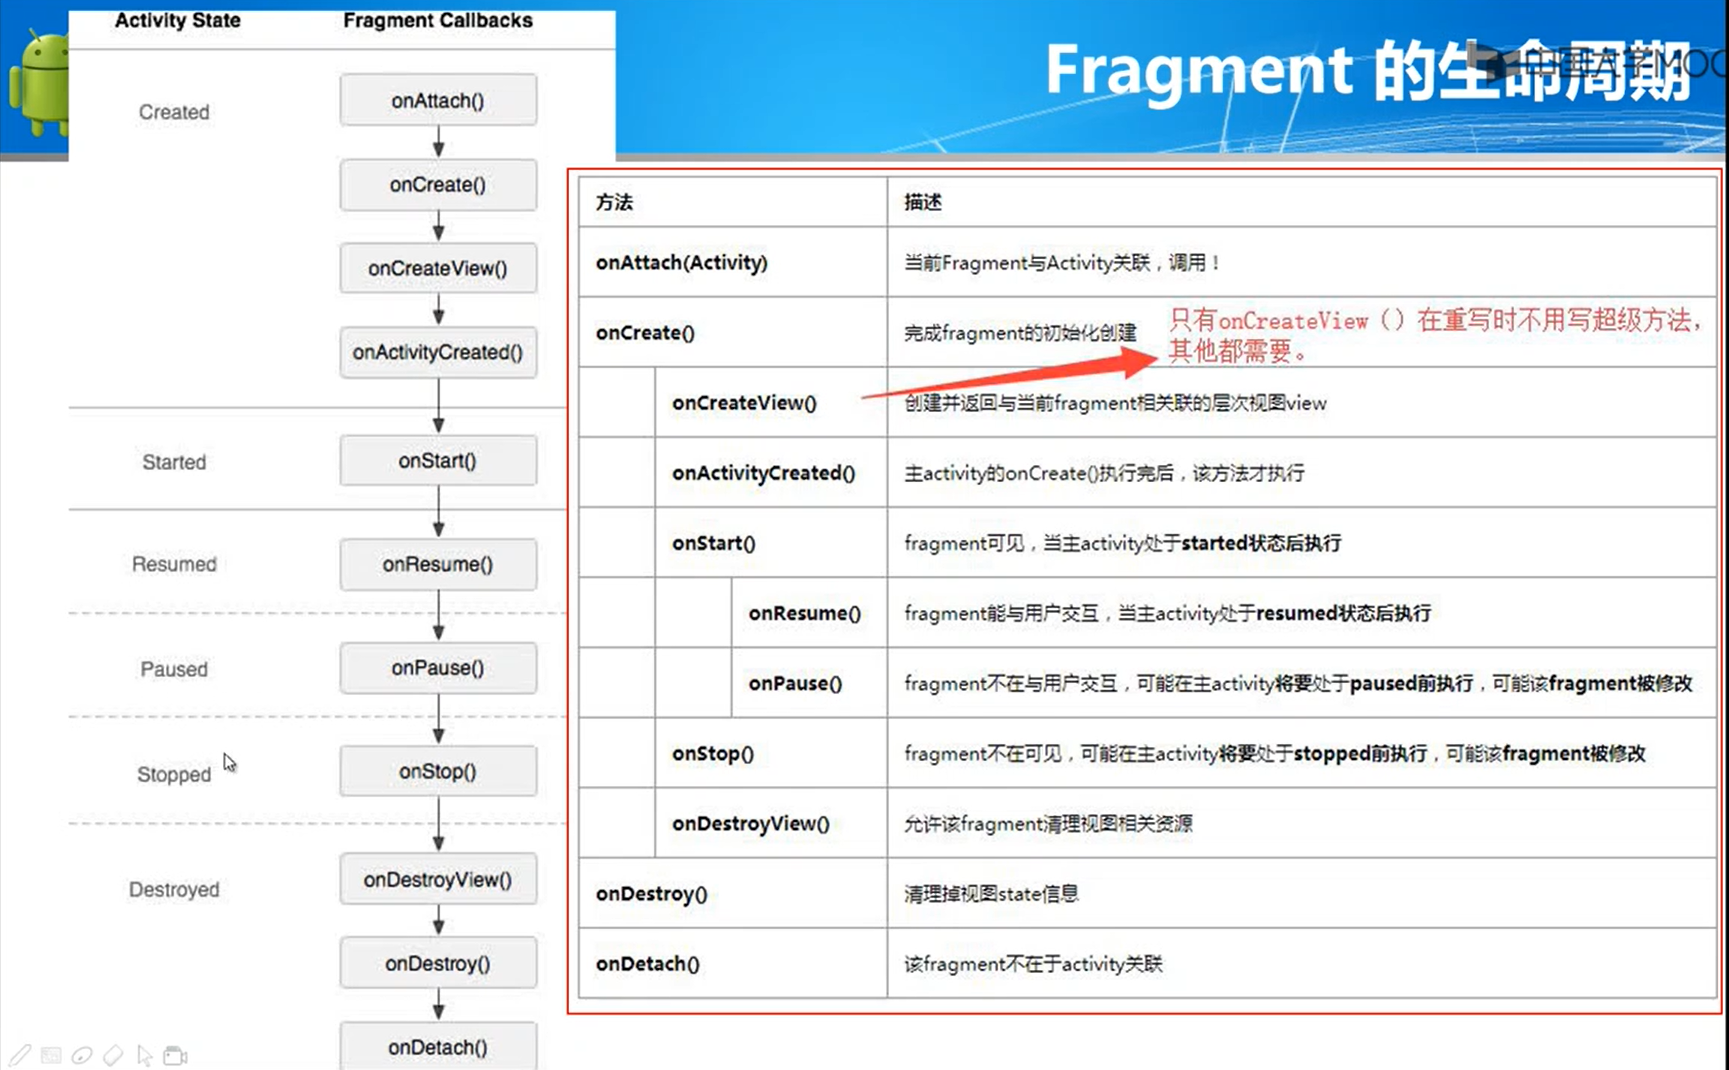 Activity State
Fragment Callbacks
Fragment 的生命周期
中国大学MOO
Created
onAttach()
onCreate()
onCreateView()
onActivityCreated()
Started
onStart()
Resumed
onResume()
Paused
onPause()
Stopped
onStop()
Destroyed
onDestroyView()
onDestroy()
onDetach()
方法
描述
onAttach(Activity)
当前Fragment与Activity关联，调用！
onCreate()
完成fragment的初始化创建
只有onCreateView（）在重写时不用写超级方法，
其他都需要。
onCreateView()
创建并返回与当前fragment相关联的层次视图view
onActivityCreated()
主activity的onCreate()执行完后，该方法才执行
onStart()
fragment可见，当主activity处于started状态后执行
onResume()
fragment能与用户交互，当主activity处于resumed状态后执行
onPause()
fragment不在与用户交互，可能在主activity将要处于paused前执行，可能该fragment被修改
onStop()
fragment不在可见，可能在主activity将要处于stopped前执行，可能该fragment被修改
onDestroyView()
允许该fragment清理视图相关资源
onDestroy()
清理掉视图state信息
onDetach()
该fragment不在于activity关联